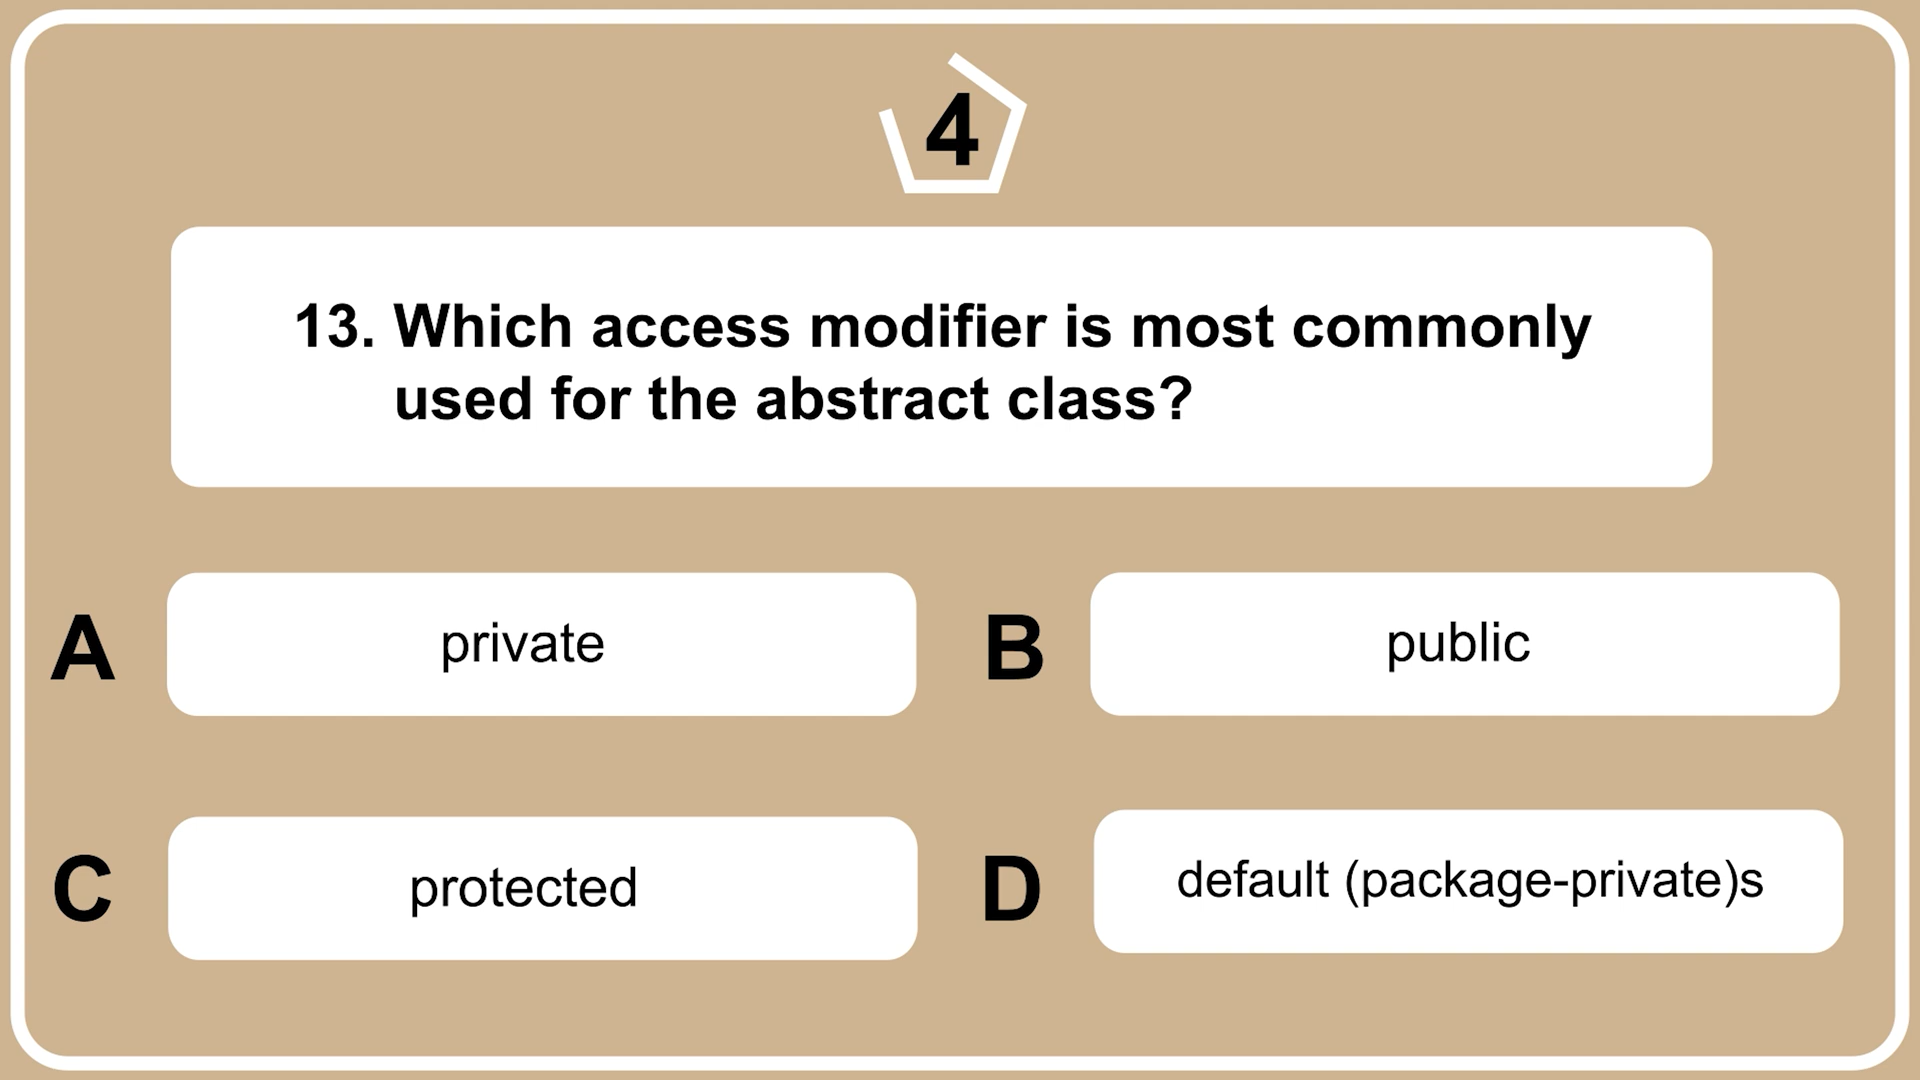 4
13. Which access modifier is most commonly
used for the abstract class?
A private
B public
C protected
D default (package-private)s